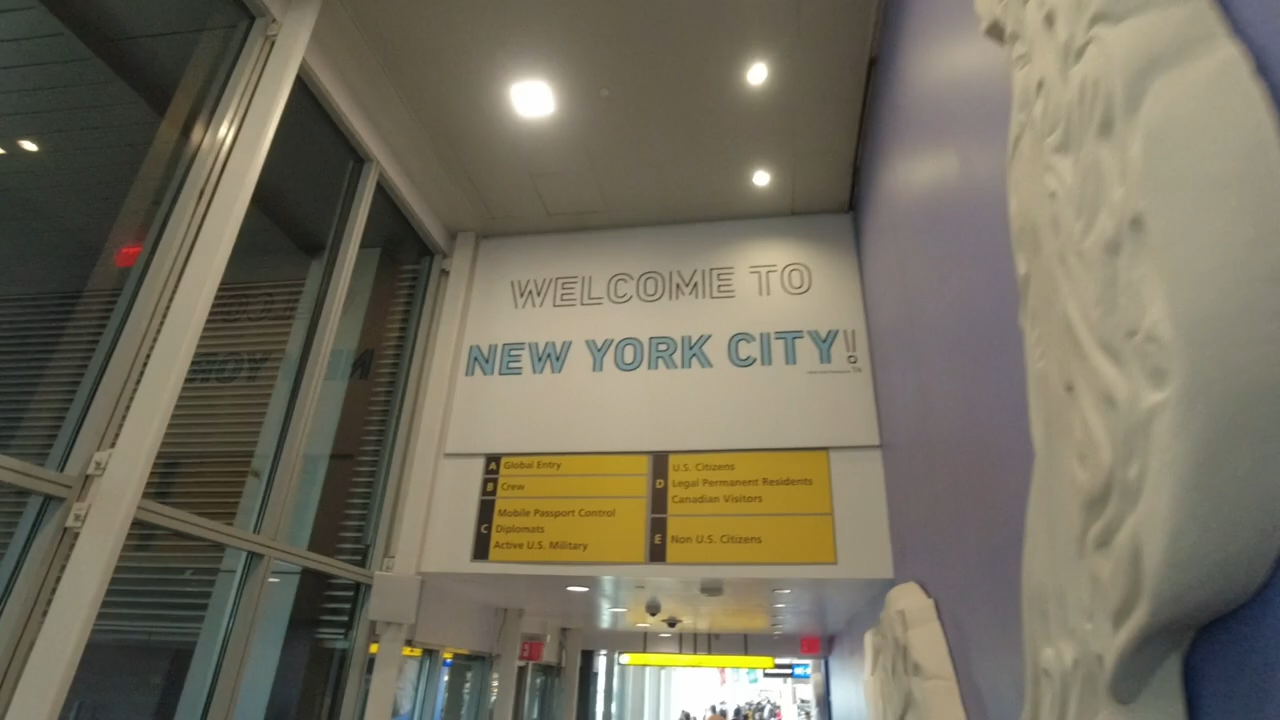 WELCOME TO
NEW YORK CITY!
A Global Entry
B Crew
C Mobile Passport Control
Diplomats
Active U.S. Military
D U.S. Citizens
Legal Permanent Residents
Canadian Visitors
E Non U.S. Citizens